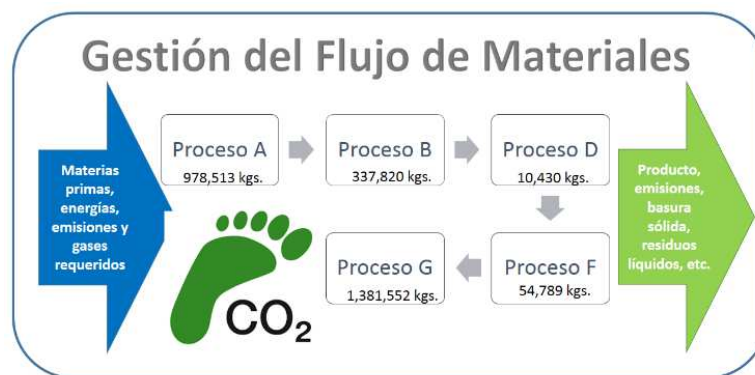 Gestión del Flujo de Materiales
Materias
primas,
energías,
emisiones y
gases
requeridos
Proceso A
978,513 kgs.
Proceso B
337,820 kgs.
Proceso D
10,430 kgs.
Proceso G
1,381,552 kgs.
Proceso F
54,789 kgs.
CO2
Producto,
emisiones,
basura
sólida,
residuos
líquidos, etc.